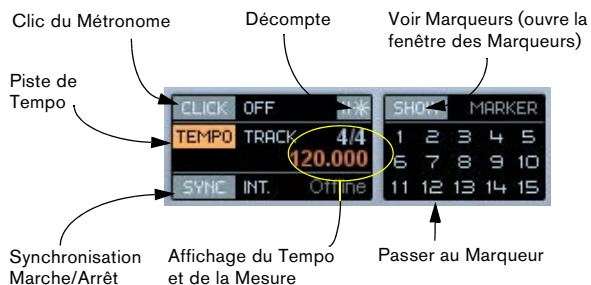 Clic du Métronome
Décompte
Voir Marqueurs (ouvre la
fenêtre des Marqueurs)
Piste de
Tempo
CLICK OFF
SHOW MARKER
TEMPO TRACK 4/4
120.000
1 2 3 4 5
6 7 8 9 10
SYNC INT. Offline
11 12 13 14 15
Synchronisation
Marche/Arrêt
Affichage du Tempo
et de la Mesure
Passer au Marqueur